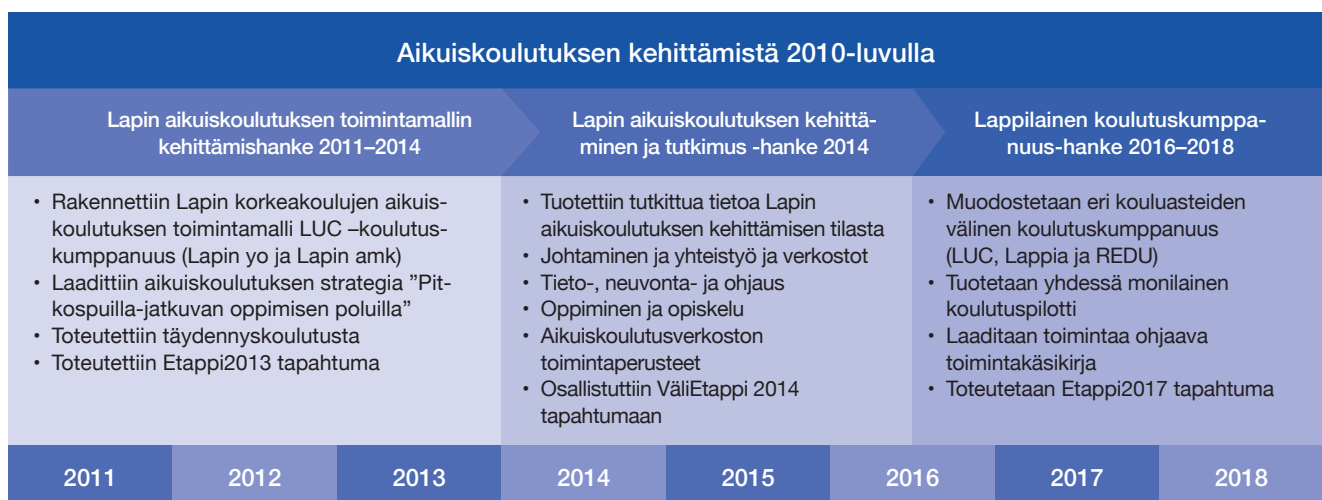 Aikuiskoulutuksen kehittämistä 2010-luvulla
Lapin aikuiskoulutuksen toimintamallin
kehittämishanke 2011–2014
Lapin aikuiskoulutuksen kehittä-
minen ja tutkimus -hanke 2014
Lappilainen koulutuskumppa-
nuus-hanke 2016–2018
• Rakennettiin Lapin korkeakoulujen aikuis-
koulutuksen toimintamalli LUC –koulutus-
kumppanuus (Lapin yo ja Lapin amk)
• Laadittiin aikuiskoulutuksen strategia ”Pit-
kospuilla-jatkuvan oppimisen poluilla”
• Toteutettiin täydennyskoulutusta
• Toteutettiin Etappi2013 tapahtuma
• Tuotettiin tutkittua tietoa Lapin
aikuiskoulutuksen kehittämisen tilasta
• Johtaminen ja yhteistyö ja verkostot
• Tieto-, neuvonta- ja ohjaus
• Oppiminen ja opiskelu
• Aikuiskoulutusverkoston
toimintaperusteet
• Osallistuttiin VäliEtappi 2014
tapahtumaan
• Muodostetaan eri kouluasteiden
välinen koulutuskumppanuus
(LUC, Lappia ja REDU)
• Tuotetaan yhdessä monilainen
koulutuspilotti
• Laaditaan toimintaa ohjaava
toimintakäsikirja
• Toteutetaan Etappi2017 tapahtuma
2011 2012 2013 2014 2015 2016 2017 2018